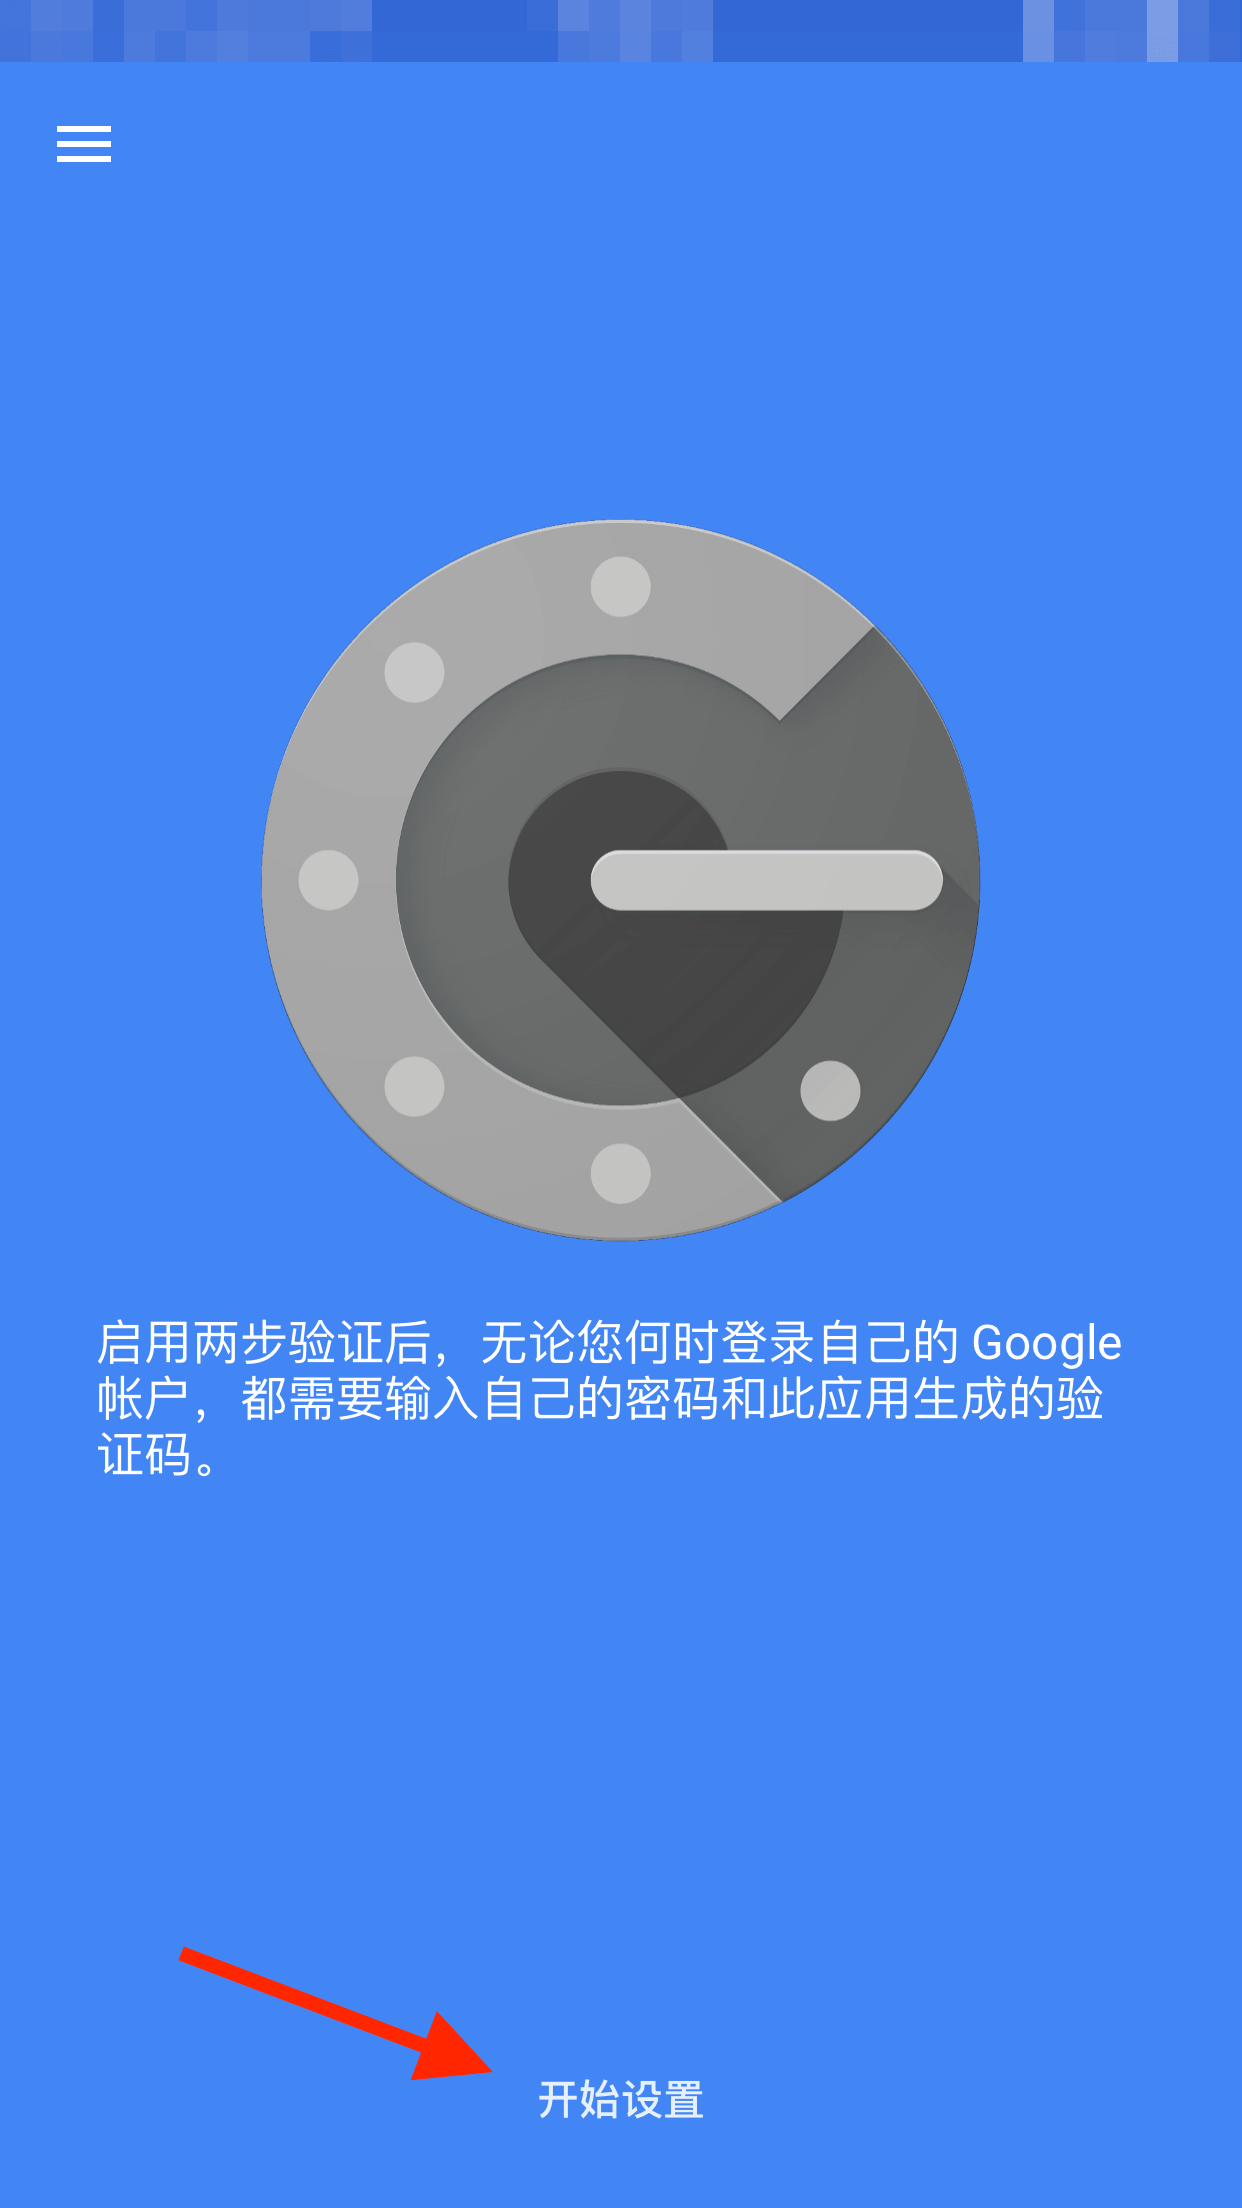 启用两步验证后，无论您何时登录自己的 Google
帐户，都需要输入自己的密码和此应用生成的验
证码。
开始设置